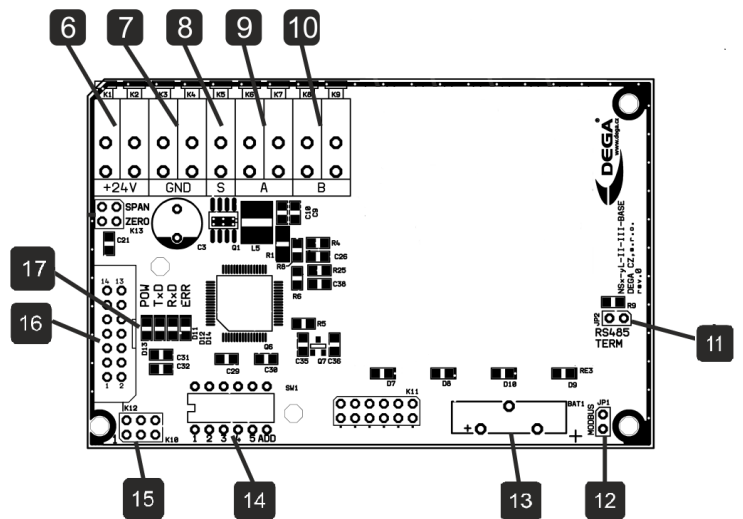 6 7 8 9 10
K1 K2 K3 K4 K5 K6 K7 K8 K9
+24V GND S A B
DEGA
www.dega.cz
NSx-yL-II-III-BASE
DEGA CZ,s.r.o.
rev.0
SPAN
ZERO
K13
C21
C3
Q1
L5
C10
C9
R1
R8
R4
C26
R25
C38
R6
17
POW
TxD
RxD
ERR
14 13
16
D13
D11
D12
D14
R5
C31
C32
C29
Q6
C30
C35
Q7
C36
R9
JP2
RS485
TERM
11
D7 D8 D10 D9
RE3
1 2
SW1
K11
BAT1
JP1
MODBUS
K12
K10
1
1 2 3 4 5 ADD
+
+
15 14 13 12